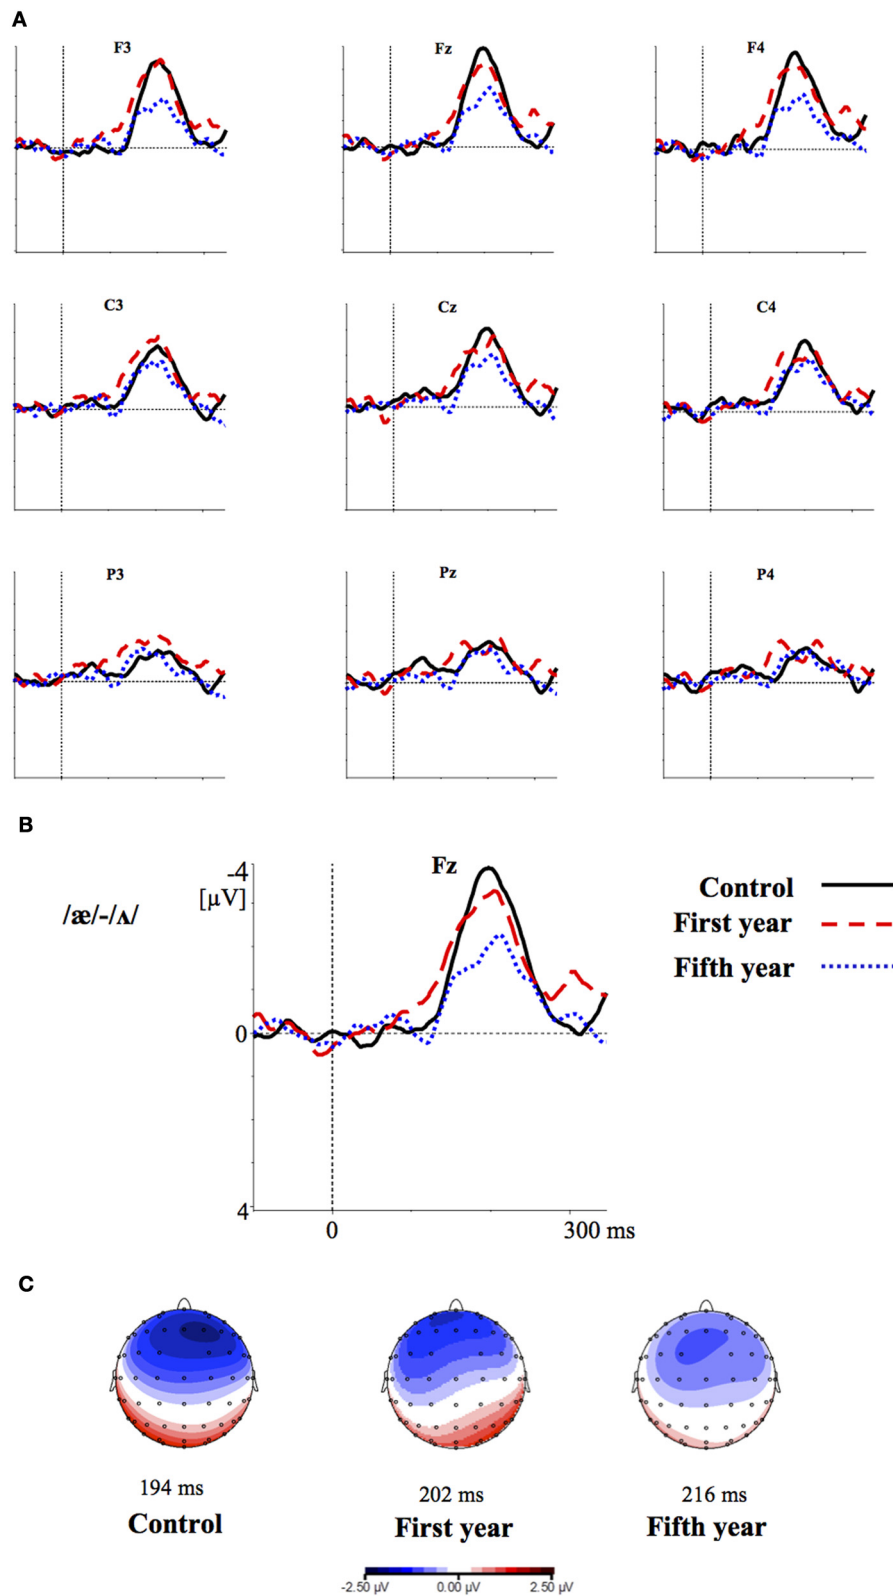 A
F3 Fz F4
C3 Cz C4
P3 Pz P4
B
Fz
-4
[µV]
/æ/-/ʌ/
0
4
0 300 ms
Control
First year
Fifth year
C
194 ms 202 ms 216 ms
Control First year Fifth year
-2.50 µV 0.00 µV 2.50 µV